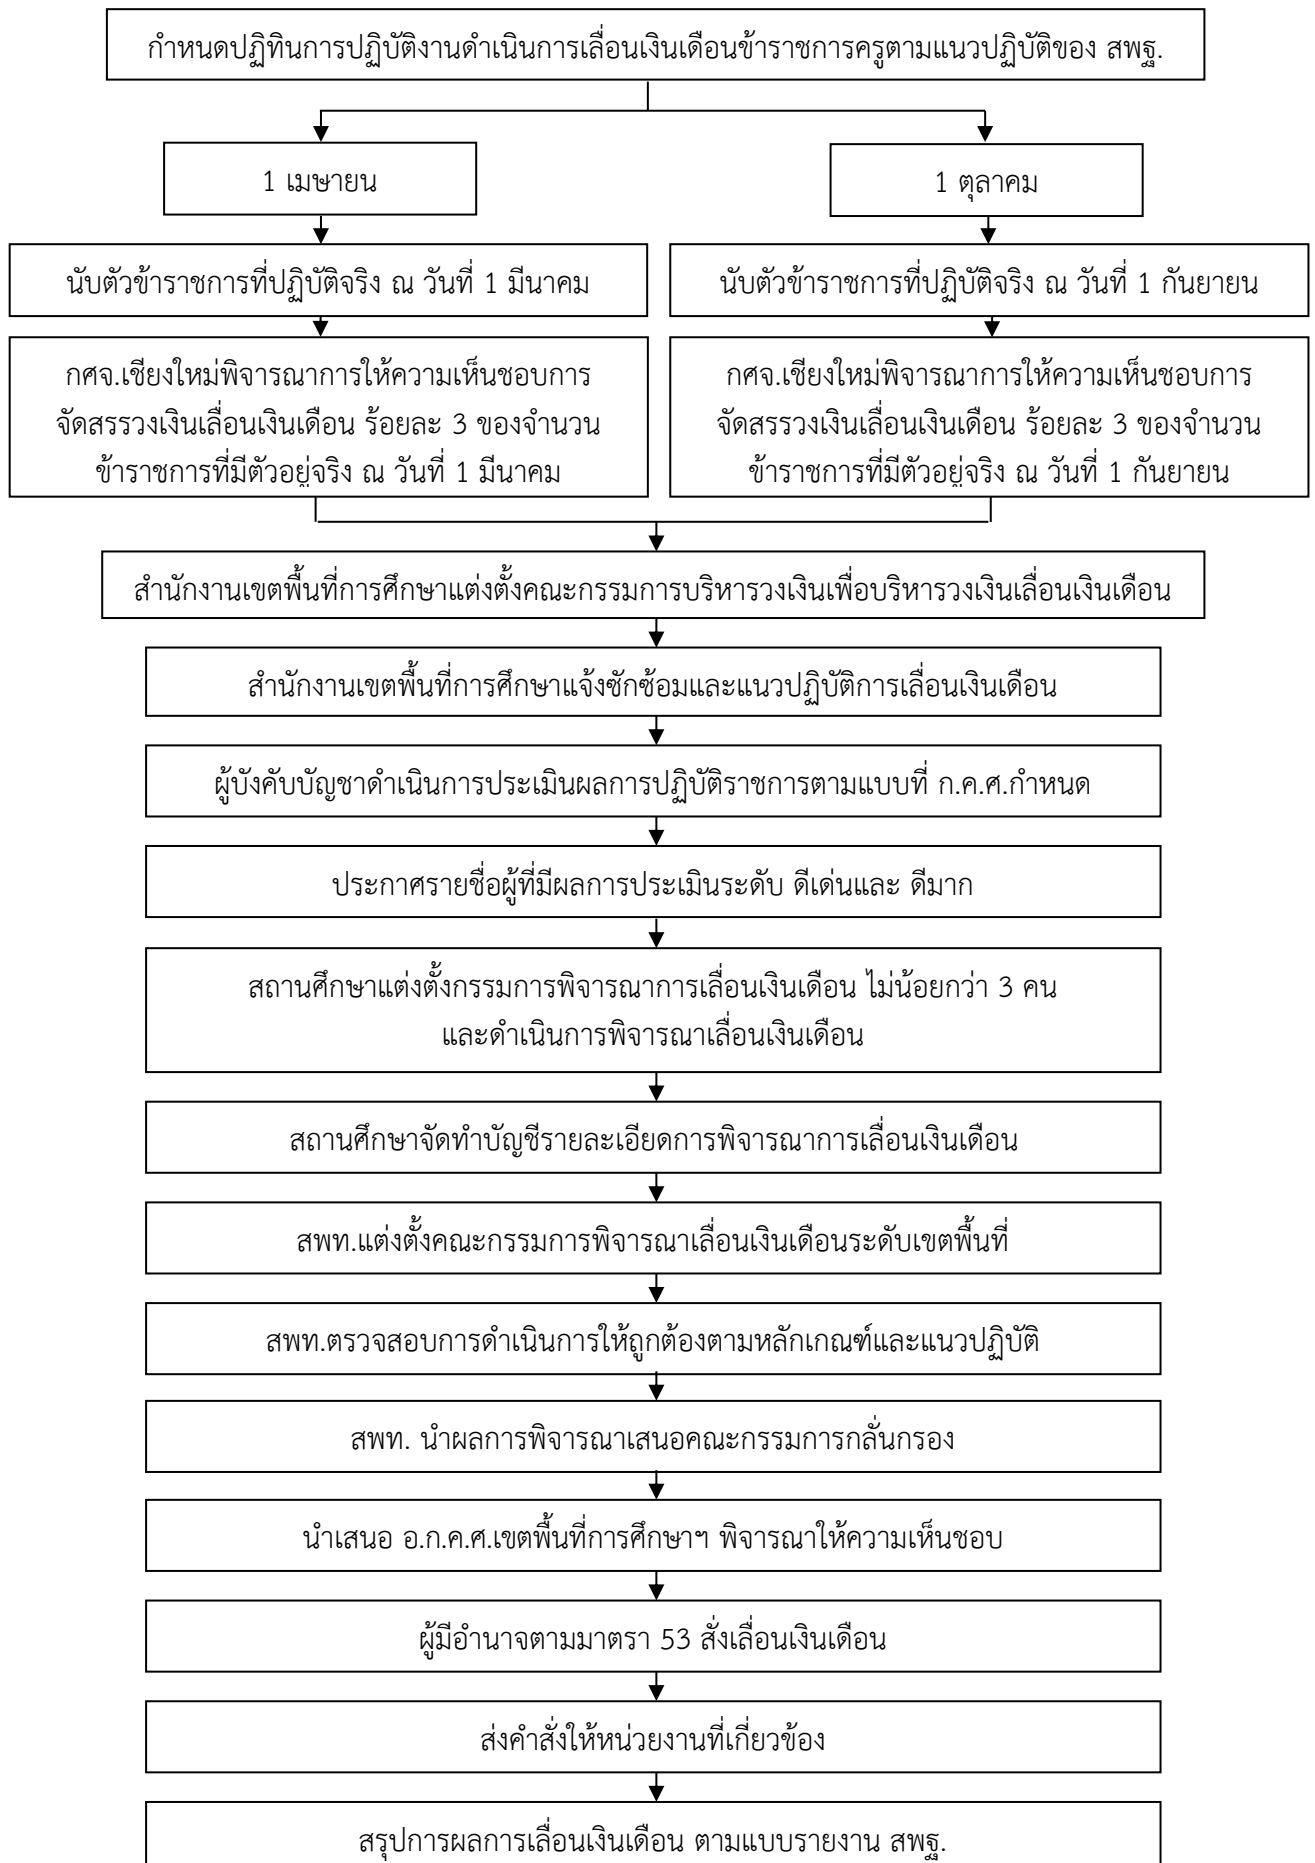 กำหนดปฏิทินการปฏิบัติงานดำเนินการเลื่อนเงินเดือนข้าราชการครูตามแนวปฏิบัติของ สพฐ.
1 เมษายน
1 ตุลาคม
นับตัวข้าราชการที่ปฏิบัติจริง ณ วันที่ 1 มีนาคม
นับตัวข้าราชการที่ปฏิบัติจริง ณ วันที่ 1 กันยายน
กศจ.เชียงใหม่พิจารณาการให้ความเห็นชอบการ
จัดสรรวงเงินเลื่อนเงินเดือน ร้อยละ 3 ของจำนวน
ข้าราชการที่มีตัวอยู่จริง ณ วันที่ 1 มีนาคม
กศจ.เชียงใหม่พิจารณาการให้ความเห็นชอบการ
จัดสรรวงเงินเลื่อนเงินเดือน ร้อยละ 3 ของจำนวน
ข้าราชการที่มีตัวอยู่จริง ณ วันที่ 1 กันยายน
สำนักงานเขตพื้นที่การศึกษาแต่งตั้งคณะกรรมการบริหารวงเงินเพื่อบริหารวงเงินเลื่อนเงินเดือน
สำนักงานเขตพื้นที่การศึกษาแจ้งซักซ้อมและแนวปฏิบัติการเลื่อนเงินเดือน
ผู้บังคับบัญชาดำเนินการประเมินผลการปฏิบัติราชการตามแบบที่ ก.ค.ศ.กำหนด
ประกาศรายชื่อผู้ที่มีผลการประเมินระดับ ดีเด่นและ ดีมาก
สถานศึกษาแต่งตั้งกรรมการพิจารณาการเลื่อนเงินเดือน ไม่น้อยกว่า 3 คน
และดำเนินการพิจารณาเลื่อนเงินเดือน
สถานศึกษาจัดทำบัญชีรายละเอียดการพิจารณาการเลื่อนเงินเดือน
สพท.แต่งตั้งคณะกรรมการพิจารณาเลื่อนเงินเดือนระดับเขตพื้นที่
สพท.ตรวจสอบการดำเนินการให้ถูกต้องตามหลักเกณฑ์และแนวปฏิบัติ
สพท. นำผลการพิจารณาเสนอคณะกรรมการกลั่นกรอง
นำเสนอ อ.ก.ค.ศ.เขตพื้นที่การศึกษาฯ พิจารณาให้ความเห็นชอบ
ผู้มีอำนาจตามมาตรา 53 สั่งเลื่อนเงินเดือน
ส่งคำสั่งให้หน่วยงานที่เกี่ยวข้อง
สรุปการผลการเลื่อนเงินเดือน ตามแบบรายงาน สพฐ.